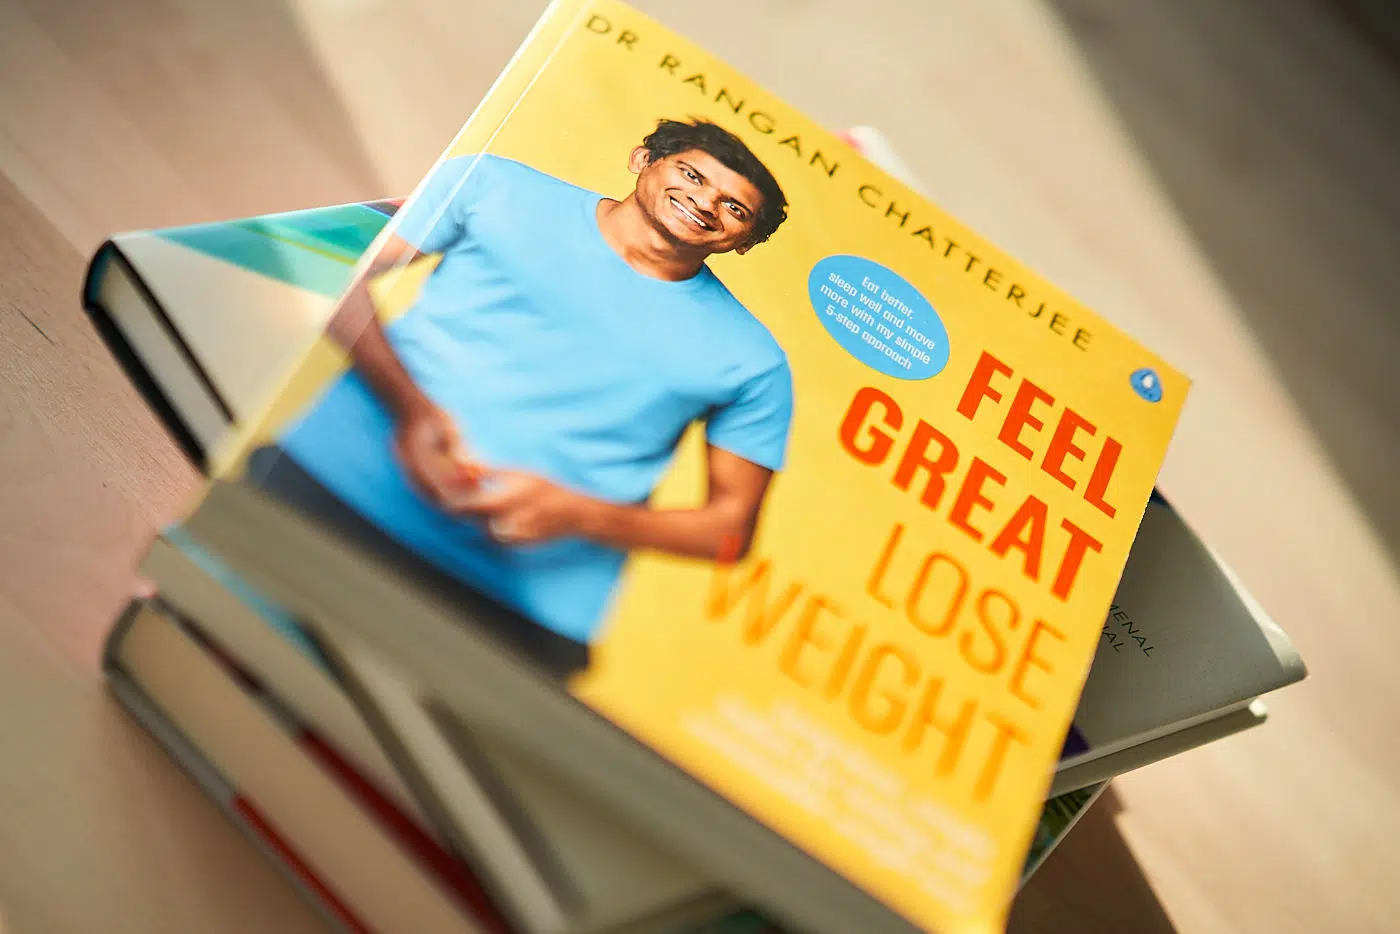 DR RANGAN CHATTERJEE
Eat better,
sleep well and move
more with my simple
5-step approach
FEEL
GREAT
LOSE
WEIGHT